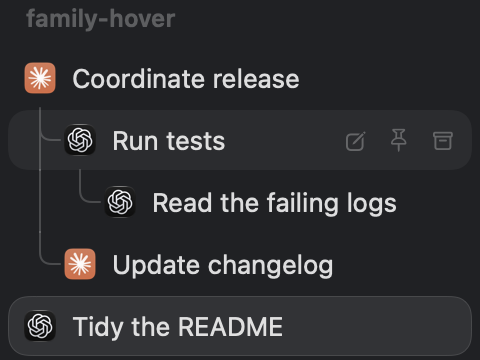 family-hover
Coordinate release
Run tests
Read the failing logs
Update changelog
Tidy the README